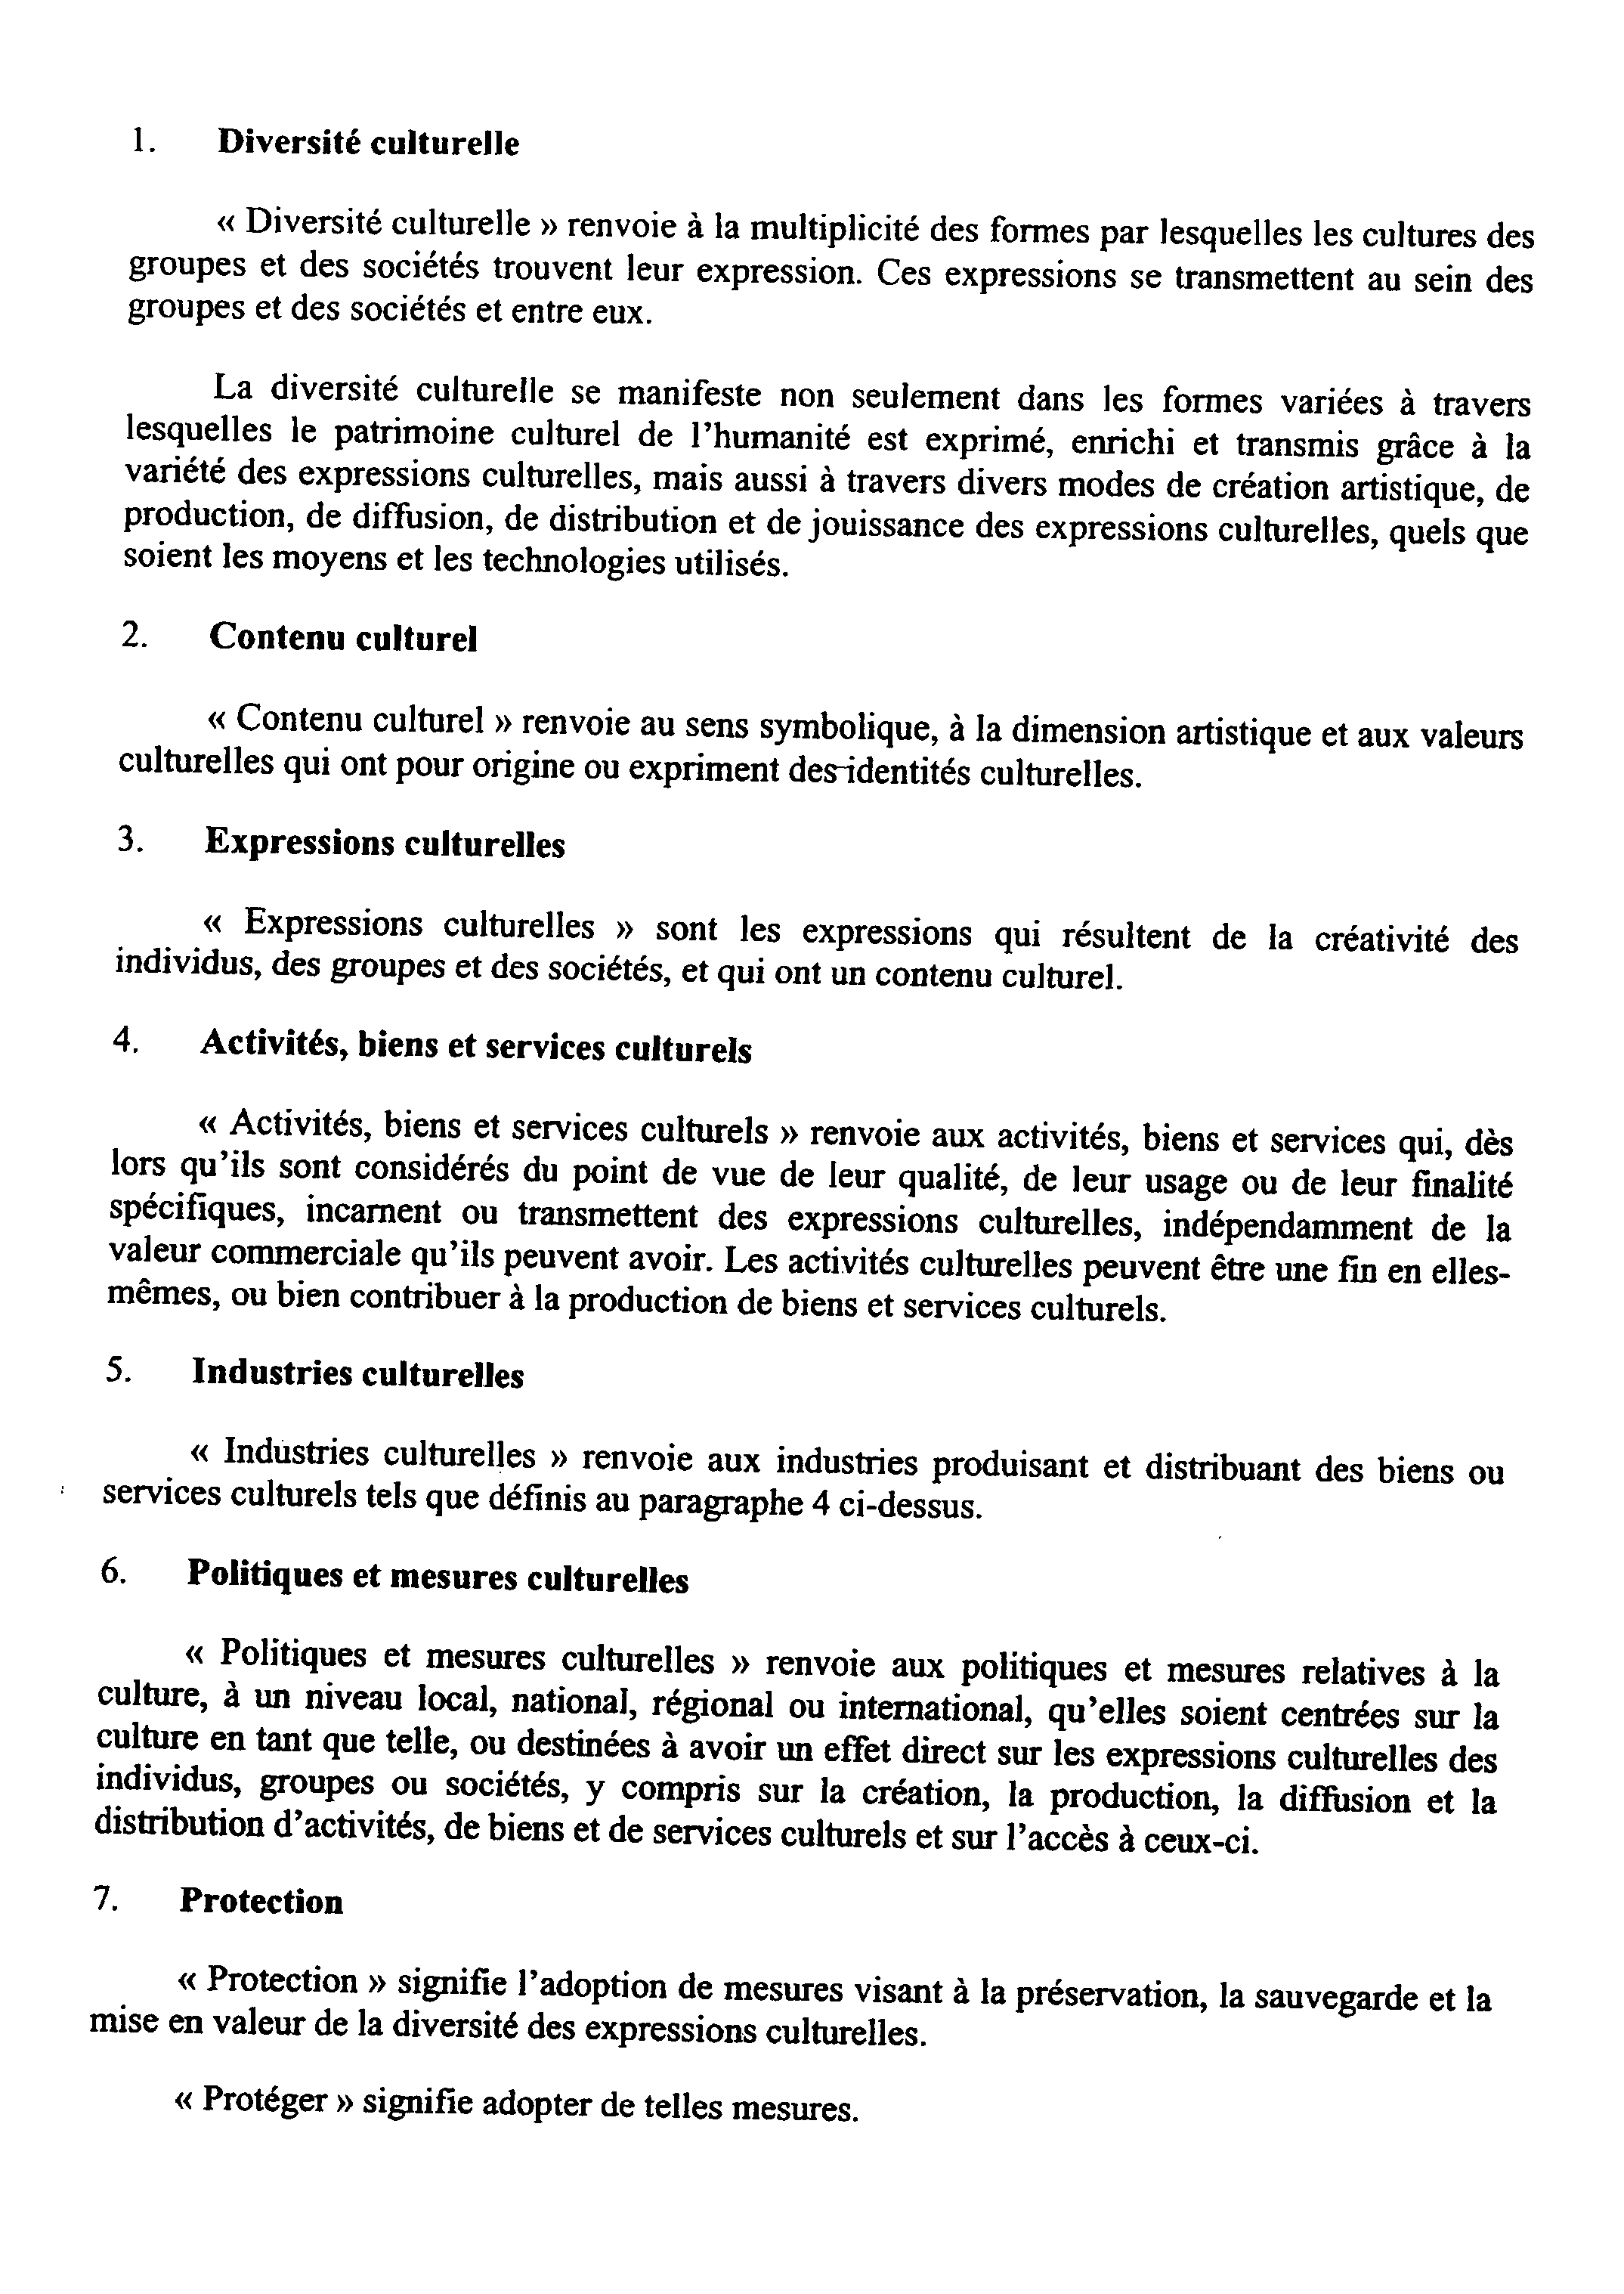 1. Diversité culturelle
« Diversité culturelle » renvoie à la multiplicité des formes par lesquelles les cultures des
groupes et des sociétés trouvent leur expression. Ces expressions se transmettent au sein des
groupes et des sociétés et entre eux.
La diversité culturelle se manifeste non seulement dans les formes variées à travers
lesquelles le patrimoine culturel de l'humanité est exprimé, enrichi et transmis grâce à la
variété des expressions culturelles, mais aussi à travers divers modes de création artistique, de
production, de diffusion, de distribution et de jouissance des expressions culturelles, quels que
soient les moyens et les technologies utilisés.
2. Contenu culturel
« Contenu culturel » renvoie au sens symbolique, à la dimension artistique et aux valeurs
culturelles qui ont pour origine ou expriment des identités culturelles.
3. Expressions culturelles
« Expressions culturelles » sont les expressions qui résultent de la créativité des
individus, des groupes et des sociétés, et qui ont un contenu culturel.
4. Activités, biens et services culturels
« Activités, biens et services culturels » renvoie aux activités, biens et services qui, dès
lors qu'ils sont considérés du point de vue de leur qualité, de leur usage ou de leur finalité
spécifiques, incarnent ou transmettent des expressions culturelles, indépendamment de la
valeur commerciale qu'ils peuvent avoir. Les activités culturelles peuvent être une fin en elles-
mêmes, ou bien contribuer à la production de biens et services culturels.
5. Industries culturelles
« Industries culturelles » renvoie aux industries produisant et distribuant des biens ou
services culturels tels que définis au paragraphe 4 ci-dessus.
6. Politiques et mesures culturelles
« Politiques et mesures culturelles » renvoie aux politiques et mesures relatives à la
culture, à un niveau local, national, régional ou international, qu'elles soient centrées sur la
culture en tant que telle, ou destinées à avoir un effet direct sur les expressions culturelles des
individus, groupes ou sociétés, y compris sur la création, la production, la diffusion et la
distribution d'activités, de biens et de services culturels et sur l'accès à ceux-ci.
7. Protection
« Protection » signifie l'adoption de mesures visant à la préservation, la sauvegarde et la
mise en valeur de la diversité des expressions culturelles.
« Protéger » signifie adopter de telles mesures.